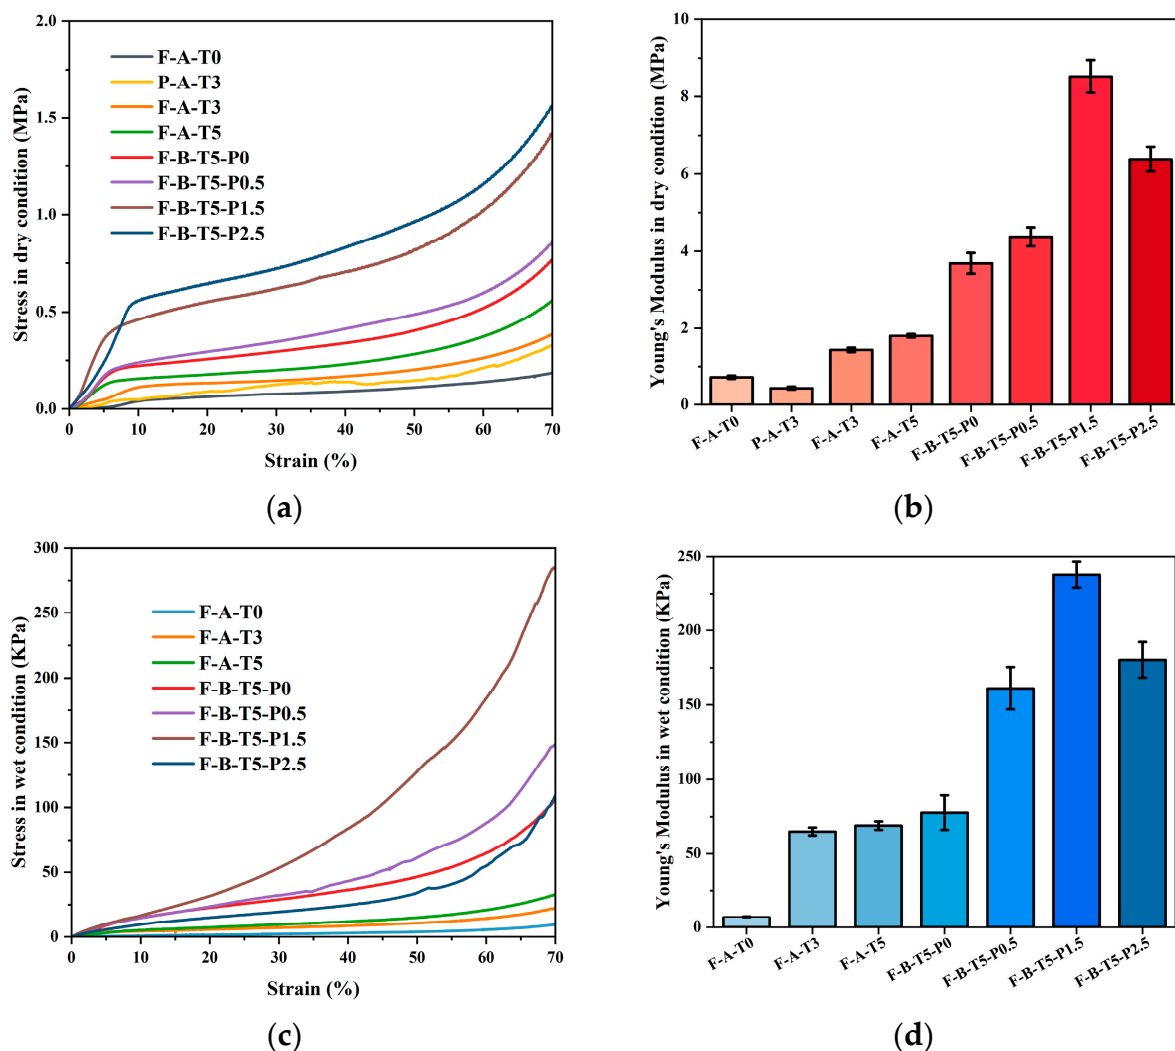 Stress in dry condition (MPa)
2.0
1.5
1.0
0.5
0.0
F-A-T0
P-A-T3
F-A-T3
F-A-T5
F-B-T5-P0
F-B-T5-P0.5
F-B-T5-P1.5
F-B-T5-P2.5
0 10 20 30 40 50 60 70
Strain (%)
(a)
Young's Modulus in dry condition (MPa)
10
8
6
4
2
0
F-A-T0
P-A-T3
F-A-T3
F-A-T5
F-B-T5-P0
F-B-T5-P0.5
F-B-T5-P1.5
F-B-T5-P2.5
(b)
Stress in wet condition (KPa)
300
250
200
150
100
50
0
F-A-T0
F-A-T3
F-A-T5
F-B-T5-P0
F-B-T5-P0.5
F-B-T5-P1.5
F-B-T5-P2.5
0 10 20 30 40 50 60 70
Strain (%)
(c)
Young's Modulus in wet condition (KPa)
250
200
150
100
50
0
F-A-T0
F-A-T3
F-A-T5
F-B-T5-P0
F-B-T5-P0.5
F-B-T5-P1.5
F-B-T5-P2.5
(d)